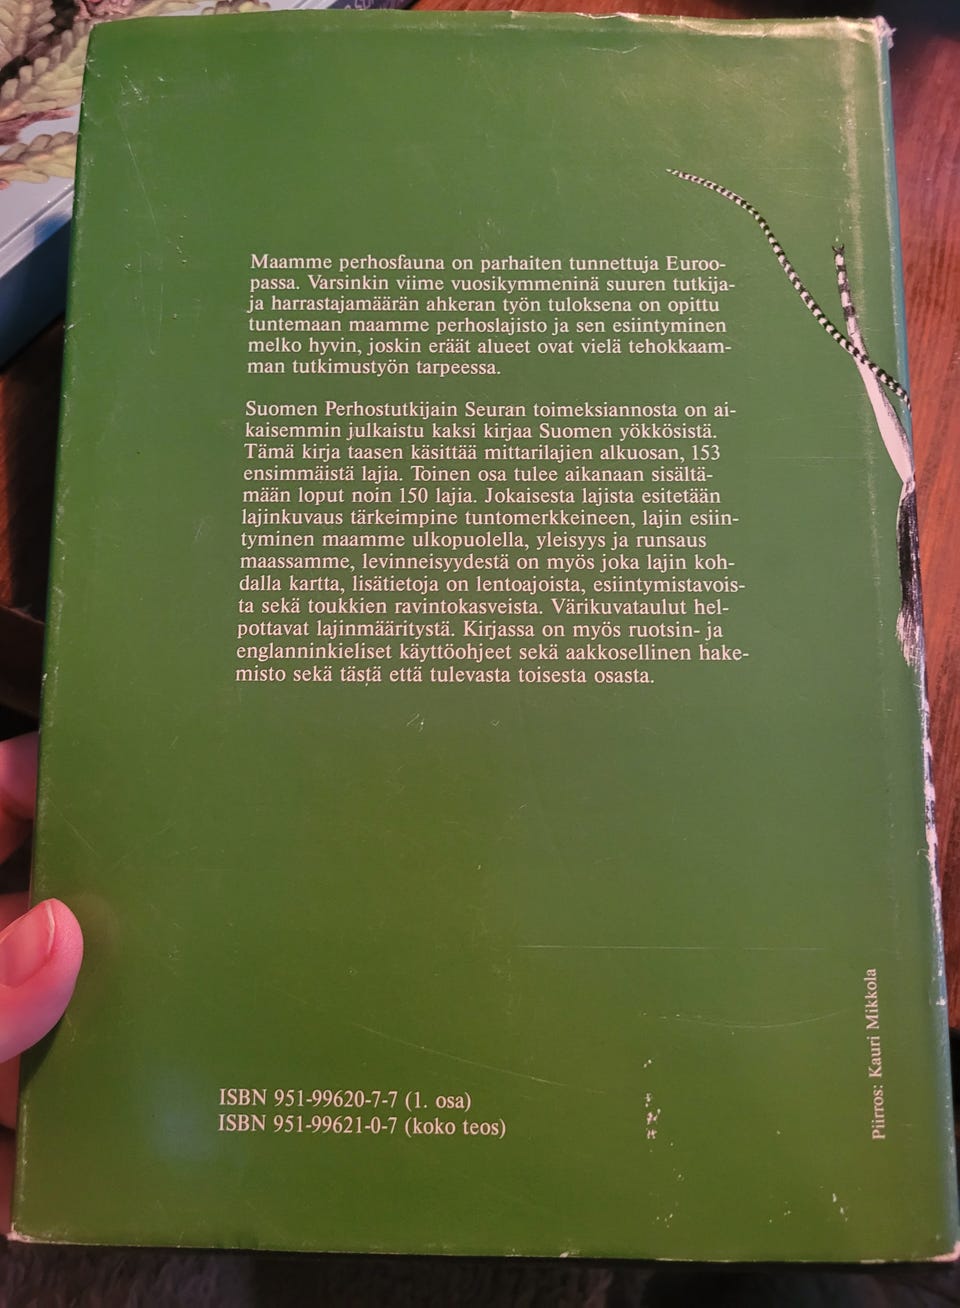 Maamme perhosfauna on parhaiten tunnettuja Euroo-
passa. Varsinkin viime vuosikymmeninä suuren tutkija-
ja harrastajamäärän ahkeran työn tuloksena on opittu
tuntemaan maamme perhoslajisto ja sen esiintyminen
melko hyvin, joskin eräät alueet ovat vielä tehokkaam-
man tutkimustyön tarpeessa.
Suomen Perhostutkijain Seuran toimeksiannosta on ai-
kaisemmin julkaistu kaksi kirjaa Suomen yökkösistä.
Tämä kirja taasen käsittää mittarilajien alkuosan, 153
ensimmäistä lajia. Toinen osa tulee aikanaan sisältä-
mään loput noin 150 lajia. Jokaisesta lajista esitetään
lajinkuvaus tärkeimpine tuntomerkkeineen, lajin esiin-
tyminen maamme ulkopuolella, yleisyys ja runsaus
maassamme, levinneisyydestä on myös joka lajin koh-
dalla kartta, lisätietoja on lentoajoista, esiintymistavois-
ta sekä toukkien ravintokasveista. Värikuvataulut hel-
pottavat lajinmääritystä. Kirjassa on myös ruotsin- ja
englanninkieliset käyttöohjeet sekä aakkosellinen hake-
misto sekä tästä että tulevasta toisesta osasta.
Piirros: Kauri Mikkola
ISBN 951-99620-7-7 (1. osa)
ISBN 951-99621-0-7 (koko teos)